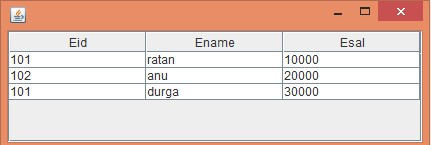 Eid Ename Esal
101 ratan 10000
102 anu 20000
101 durga 30000